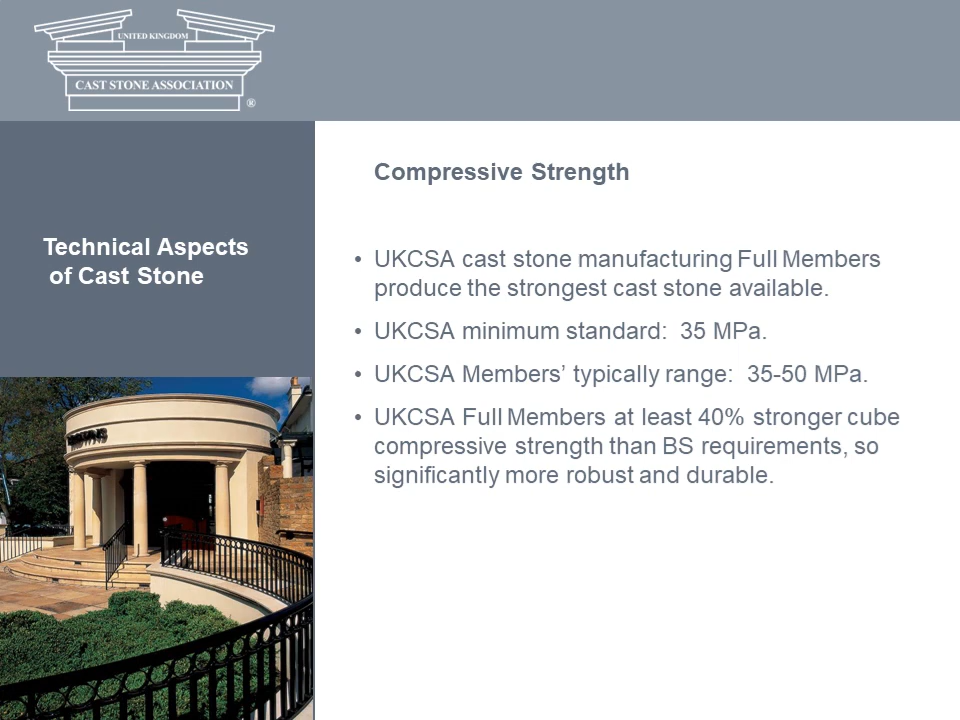 UNITED KINGDOM
CAST STONE ASSOCIATION
®
Technical Aspects
of Cast Stone
Compressive Strength
• UKCSA cast stone manufacturing Full Members
produce the strongest cast stone available.
• UKCSA minimum standard:  35 MPa.
• UKCSA Members’ typically range:  35-50 MPa.
• UKCSA Full Members at least 40% stronger cube
compressive strength than BS requirements, so
significantly more robust and durable.